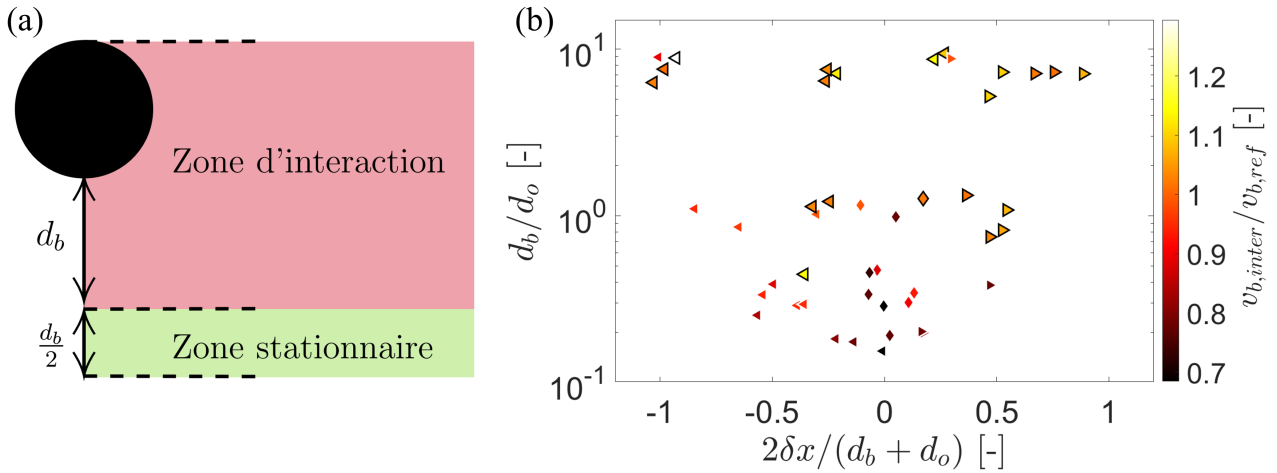 (a)
Zone d'interaction
d_b
d_b/2
Zone stationnaire
(b)
d_b/d_o [-]
10^1
10^0
10^-1
-1 -0.5 0 0.5 1
2δx/(d_b + d_o) [-]
1.2
1.1
1
0.9
0.8
0.7
v_{b,inter}/v_{b,ref} [-]